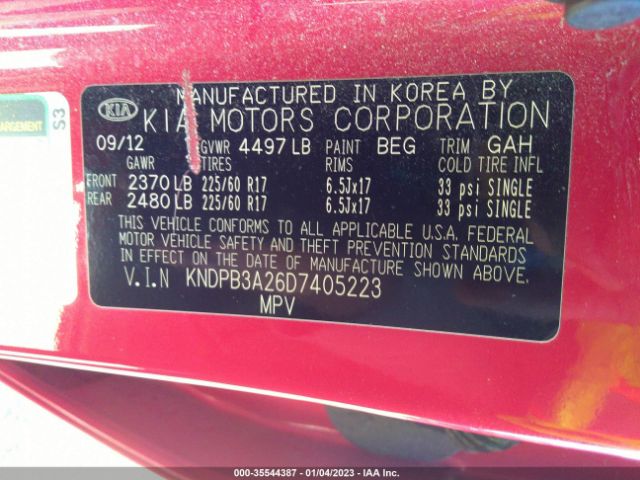 MANUFACTURED IN KOREA BY
KIA KIA MOTORS CORPORATION
09/12 GVWR 4497 LB PAINT BEG TRIM GAH
GAWR TIRES RIMS COLD TIRE INFL
FRONT 2370 LB 225/60 R17 6.5Jx17 33 psi SINGLE
REAR 2480 LB 225/60 R17 6.5Jx17 33 psi SINGLE
THIS VEHICLE CONFORMS TO ALL APPLICABLE U.S.A. FEDERAL
MOTOR VEHICLE SAFETY AND THEFT PREVENTION STANDARDS
IN EFFECT ON THE DATE OF MANUFACTURE SHOWN ABOVE.
V.I.N KNDPB3A26D7405223
MPV
S3
000-35544387 - 01/04/2023 - IAA Inc.